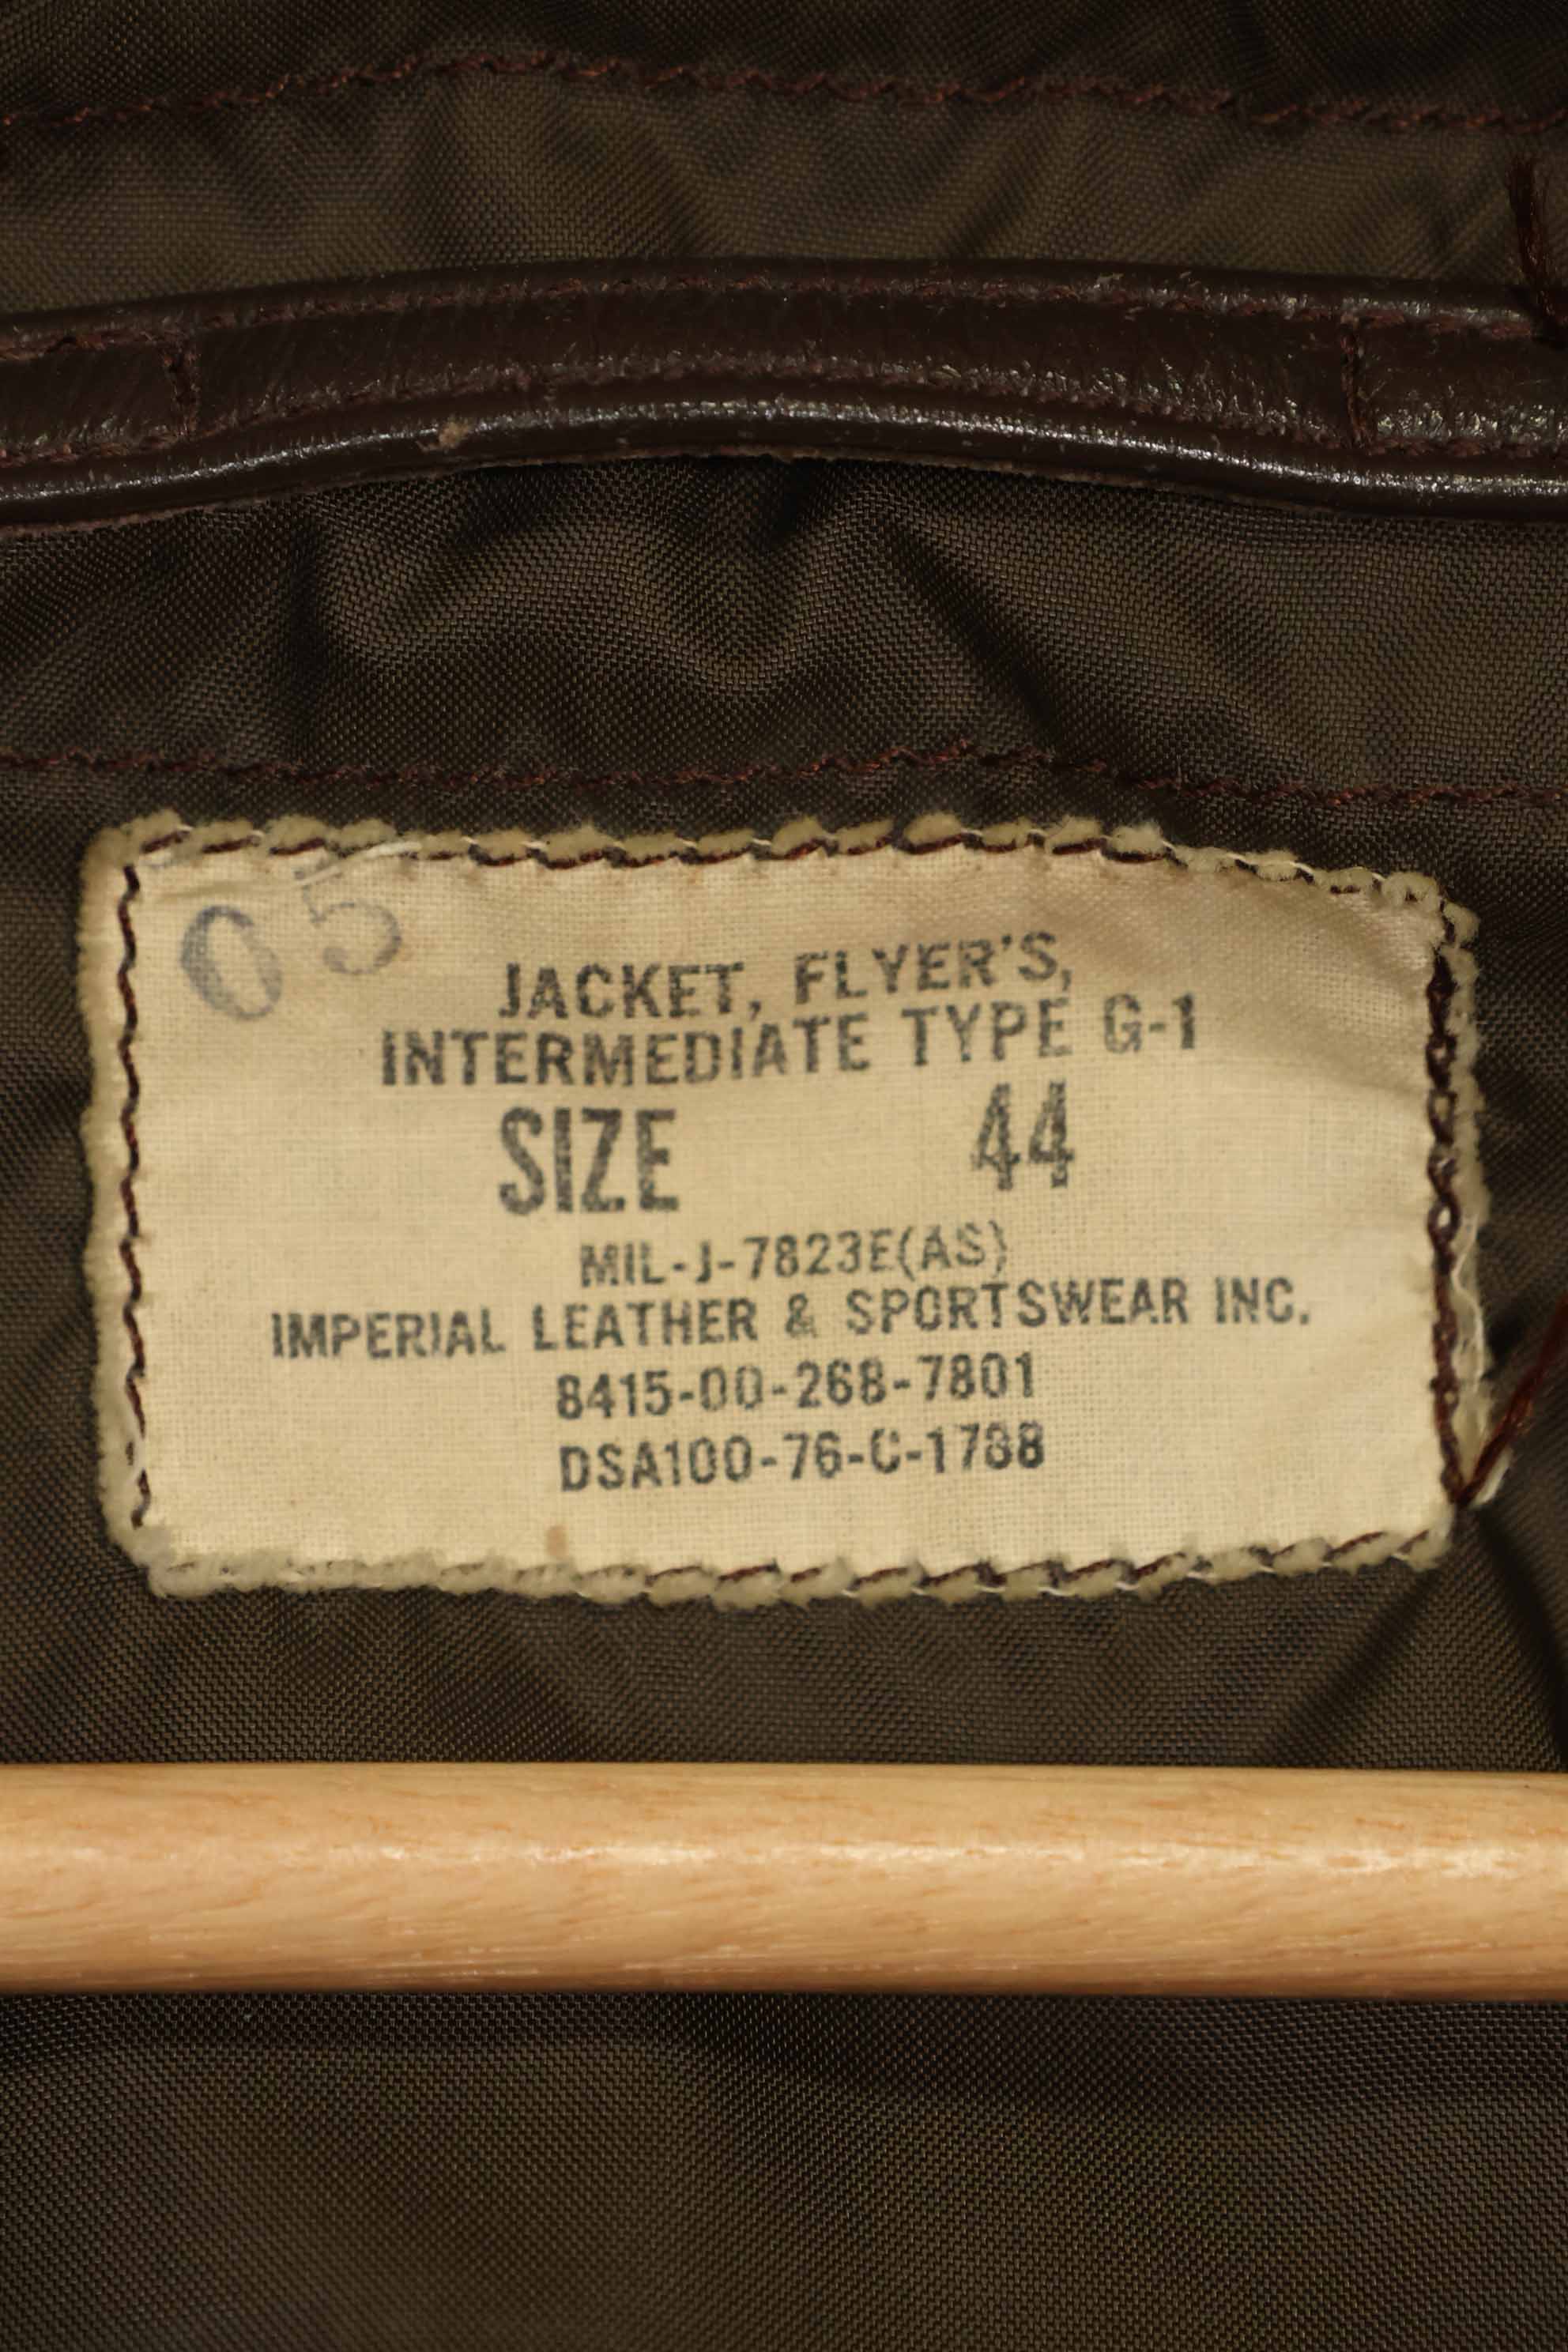 05
JACKET, FLYER'S,
INTERMEDIATE TYPE G-1
SIZE 44
MIL-J-7823E(AS)
IMPERIAL LEATHER & SPORTSWEAR INC.
8415-00-268-7801
DSA100-76-C-1788